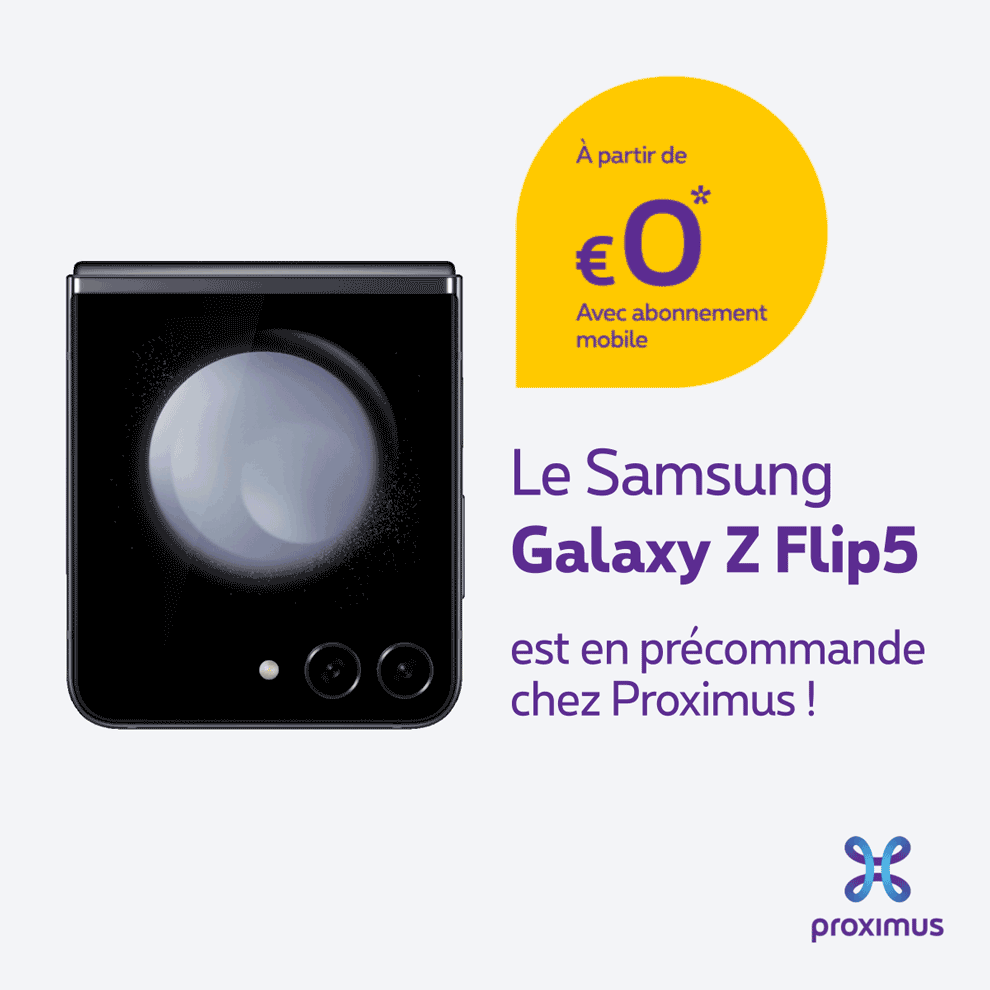 À partir de
€0*
Avec abonnement
mobile
Le Samsung
Galaxy Z Flip5
est en précommande
chez Proximus !
proximus